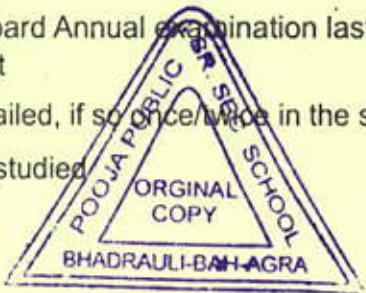 oard Annual examination last
t
ailed, if so once/twice in the s
studied
POOJA PUBLIC SR. SEC. SCHOOL
ORGINAL
COPY
BHADRAULI-BAH-AGRA